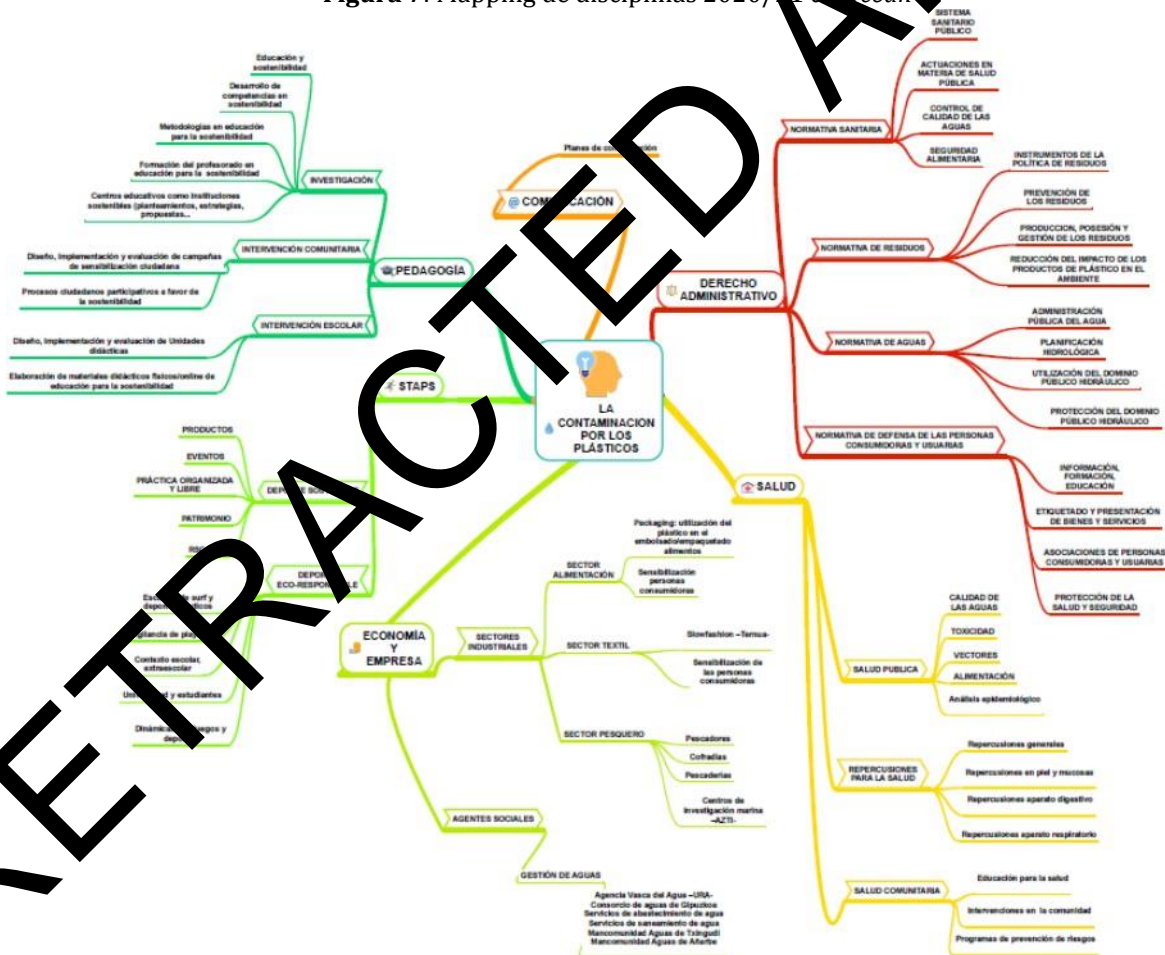 Figura 7. Mapping de disciplinas 2020/
Educación y
sostenibilidad
Desarrollo de
competencias en
sostenibilidad
Metodologías en educación
para la sostenibilidad
Formación del profesorado en
educación para la sostenibilidad
Centros educativos como instituciones
sostenibles (planteamientos, estrategias,
propuestas...
INVESTIGACIÓN
INTERVENCIÓN COMUNITARIA
Diseño, implementación y evaluación de campañas
de sensibilización ciudadana
Procesos ciudadanos participativos a favor de
la sostenibilidad
PEDAGOGÍA
INTERVENCIÓN ESCOLAR
Diseño, implementación y evaluación de Unidades
didácticas
Elaboración de materiales didácticos físicos/online de
educación para la sostenibilidad
STAPS
PRODUCTOS
EVENTOS
PRÁCTICA ORGANIZADA
Y LIBRE
PATRIMONIO
ECO-RESPONSABLE
de surf y
Contexto escolar,
extraescolar
y estudiantes
Planes de
LA
CONTAMINACION
POR LOS
PLÁSTICOS
ECONOMÍA
Y
EMPRESA
SECTORES
INDUSTRIALES
SECTOR
ALIMENTACIÓN
Packaging: utilización del
plástico en el
embolsado/empaquetado
alimentos
Sensibilización
personas
consumidoras
SECTOR TEXTIL
Slowfashion –Ternua-
Sensibilización de
las personas
consumidoras
SECTOR PESQUERO
Pescadores
Cofradías
Pescaderías
Centros de
investigación marina
–AZTI-
AGENTES SOCIALES
GESTIÓN DE AGUAS
Agencia Vasca del Agua –URA-
Consorcio de aguas de Gipuzkoa
Servicios de abastecimiento de agua
Servicios de saneamiento de agua
Mancomunidad Aguas de Txingudi
Mancomunidad Aguas de Añarbe
DERECHO
ADMINISTRATIVO
NORMATIVA SANITARIA
SISTEMA
SANITARIO
PÚBLICO
ACTUACIONES EN
MATERIA DE SALUD
PÚBLICA
CONTROL DE
CALIDAD DE LAS
AGUAS
SEGURIDAD
ALIMENTARIA
NORMATIVA DE RESIDUOS
INSTRUMENTOS DE LA
POLÍTICA DE RESIDUOS
PREVENCIÓN DE
LOS RESIDUOS
PRODUCCION, POSESIÓN Y
GESTIÓN DE LOS RESIDUOS
REDUCCIÓN DEL IMPACTO DE LOS
PRODUCTOS DE PLÁSTICO EN EL
AMBIENTE
NORMATIVA DE AGUAS
ADMINISTRACIÓN
PÚBLICA DEL AGUA
PLANIFICACIÓN
HIDROLÓGICA
UTILIZACIÓN DEL DOMINIO
PÚBLICO HIDRÁULICO
PROTECCIÓN DEL DOMINIO
PÚBLICO HIDRÁULICO
NORMATIVA DE DEFENSA DE LAS PERSONAS
CONSUMIDORAS Y USUARIAS
INFORMACIÓN,
FORMACIÓN,
EDUCACIÓN
ETIQUETADO Y PRESENTACIÓN
DE BIENES Y SERVICIOS
ASOCIACIONES DE PERSONAS
CONSUMIDORAS Y USUARIAS
PROTECCIÓN DE LA
SALUD Y SEGURIDAD
SALUD
SALUD PUBLICA
CALIDAD DE
LAS AGUAS
TOXICIDAD
VECTORES
ALIMENTACIÓN
Análisis epidemiológico
REPERCUSIONES
PARA LA SALUD
Repercusiones generales
Repercusiones en piel y mucosas
Repercusiones aparato digestivo
Repercusiones aparato respiratorio
SALUD COMUNITARIA
Educación para la salud
Intervenciones en la comunidad
Programas de prevención de riesgos
RETRACTED